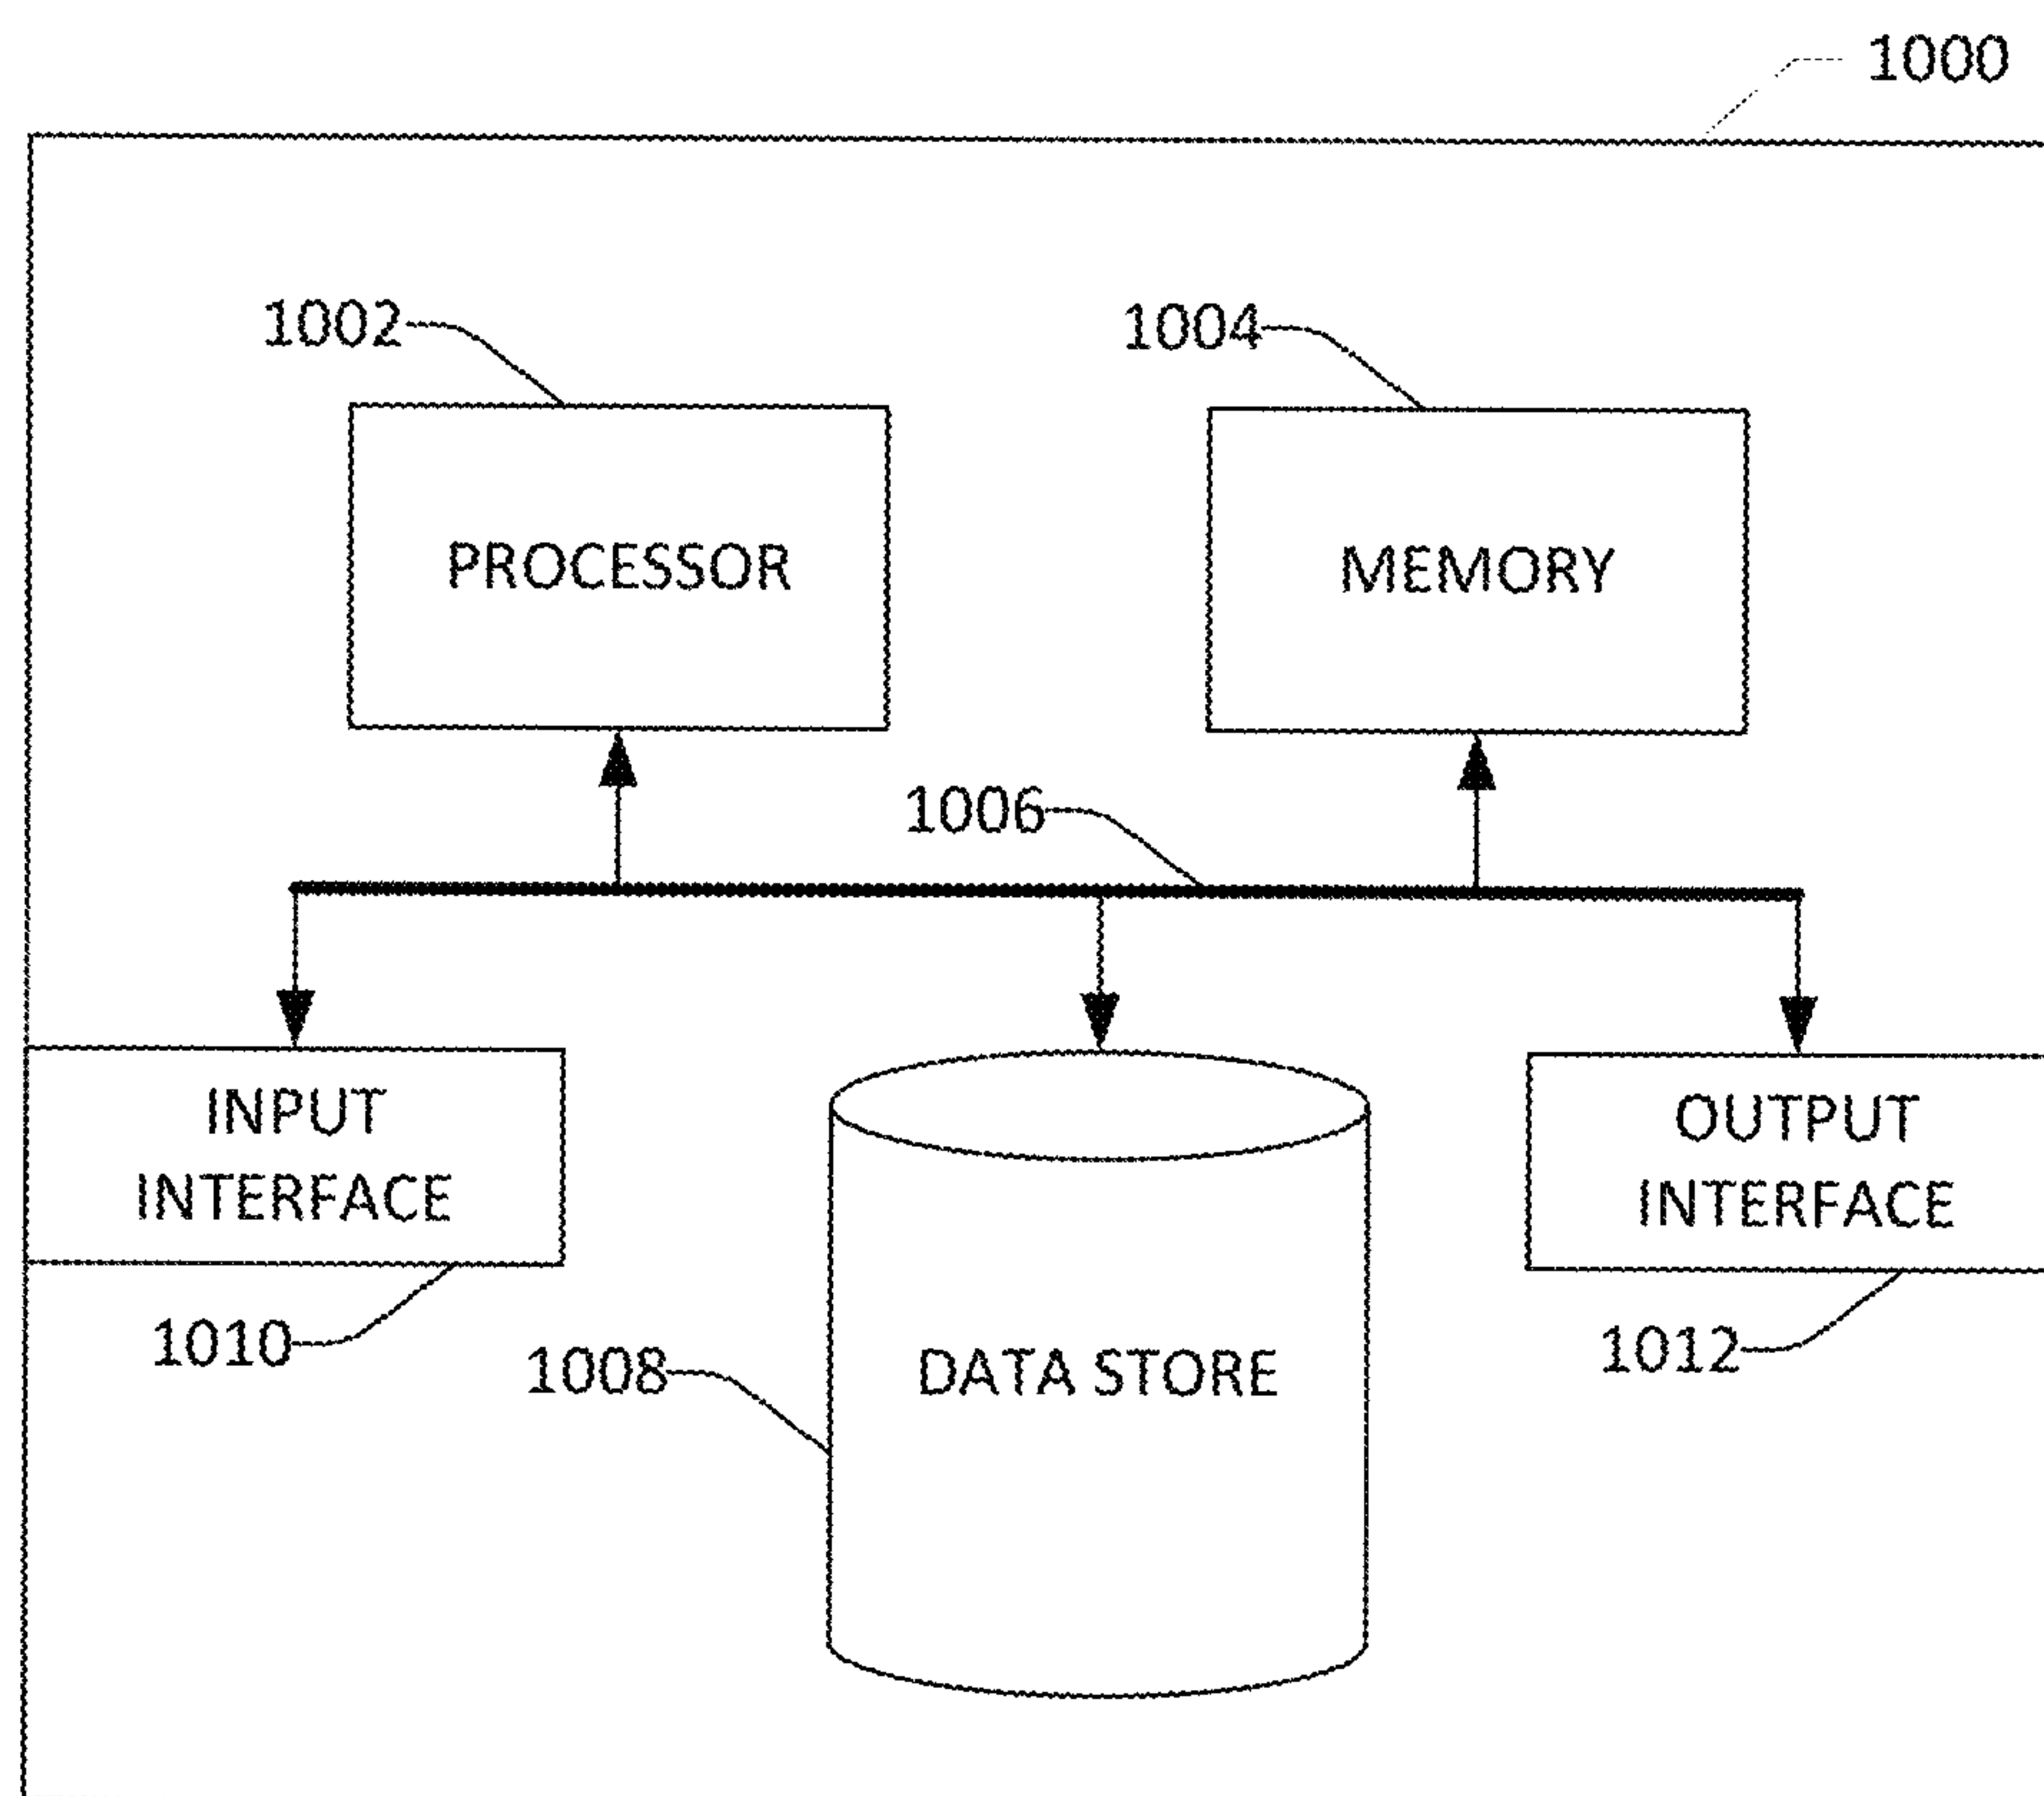 1000
1002
1004
PROCESSOR
MEMORY
1006
INPUT
INTERFACE
OUTPUT
INTERFACE
1010
1008
DATA STORE
1012